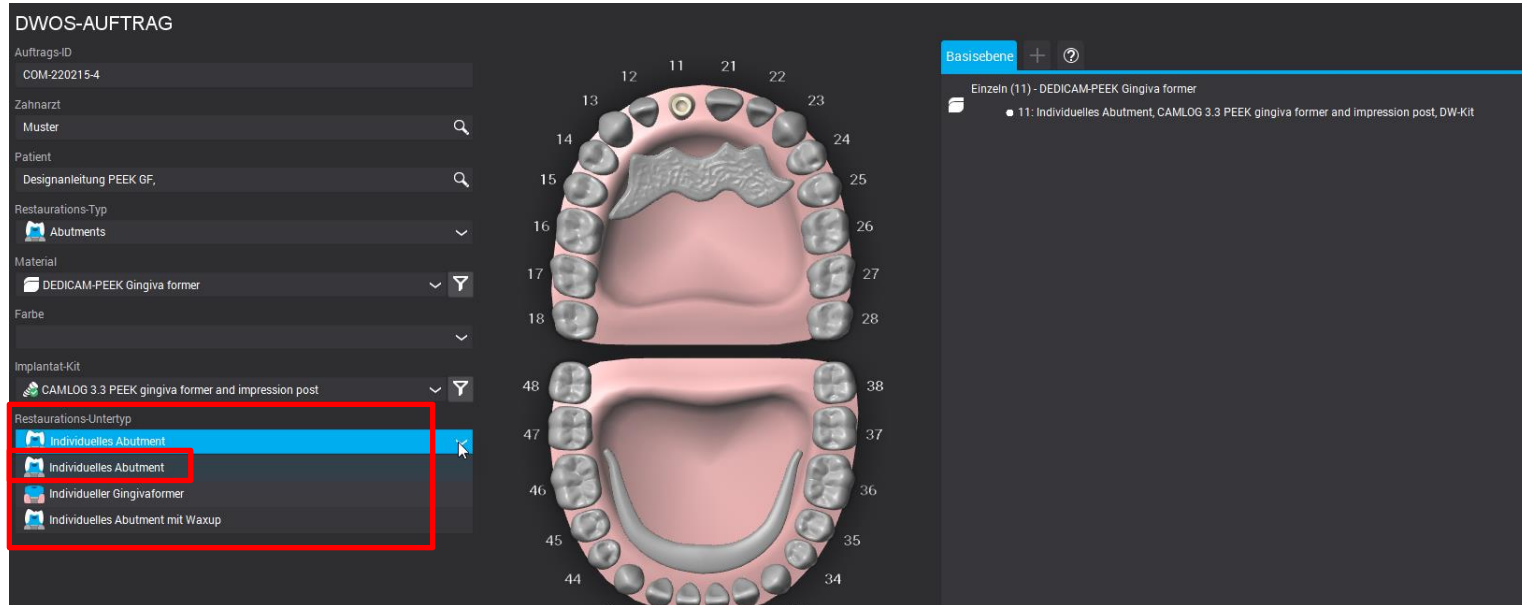 DWOS-AUFTRAG
Auftrags-ID
COM-220215-4
Zahnarzt
Muster
Patient
Designanleitung PEEK GF,
Restaurations-Typ
Abutments
Material
DEDICAM-PEEK Gingiva former
Farbe
Implantat-Kit
CAMLOG 3.3 PEEK gingiva former and impression post
Restaurations-Untertyp
Individuelles Abutment
Individuelles Abutment
Individueller Gingivaformer
Individuelles Abutment mit Waxup
11 21
12 22
13 23
14 24
15 25
16 26
17 27
18 28
48 38
47 37
46 36
45 35
44 34
Basisebene + ?
Einzeln (11) - DEDICAM-PEEK Gingiva former
● 11: Individuelles Abutment, CAMLOG 3.3 PEEK gingiva former and impression post, DW-Kit